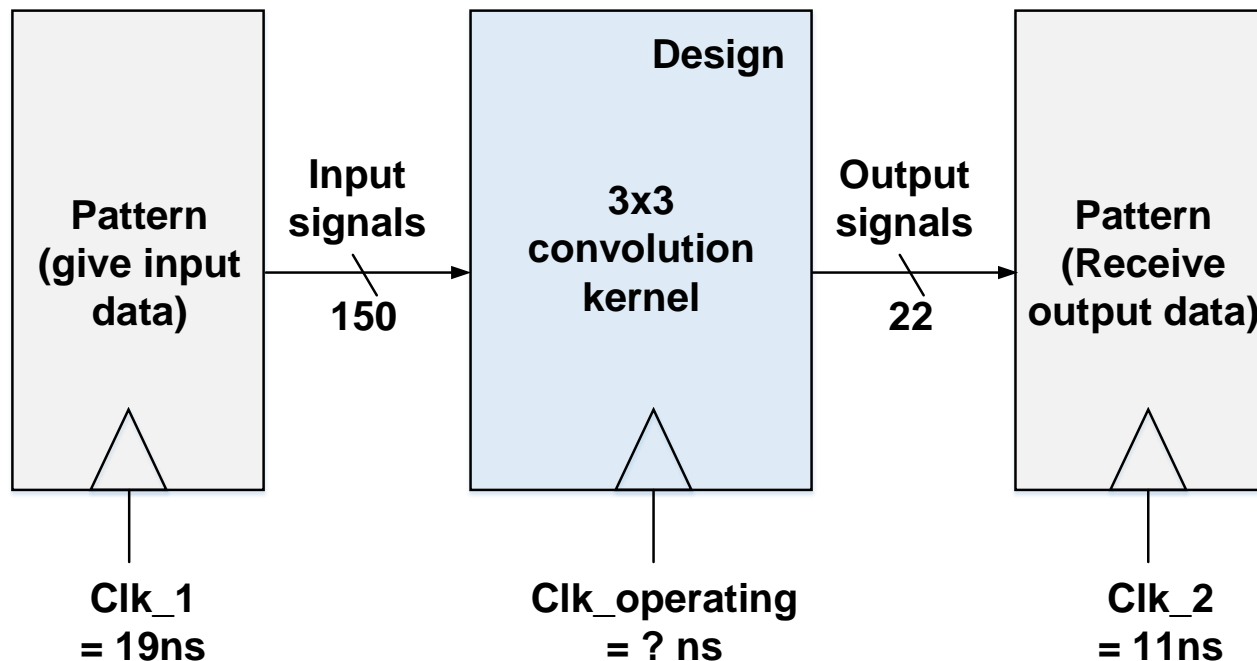 Pattern
(give input
data)
Input
signals
150
Design
3x3
convolution
kernel
Output
signals
22
Pattern
(Receive
output data)
Clk_1
= 19ns
Clk_operating
= ? ns
Clk_2
= 11ns